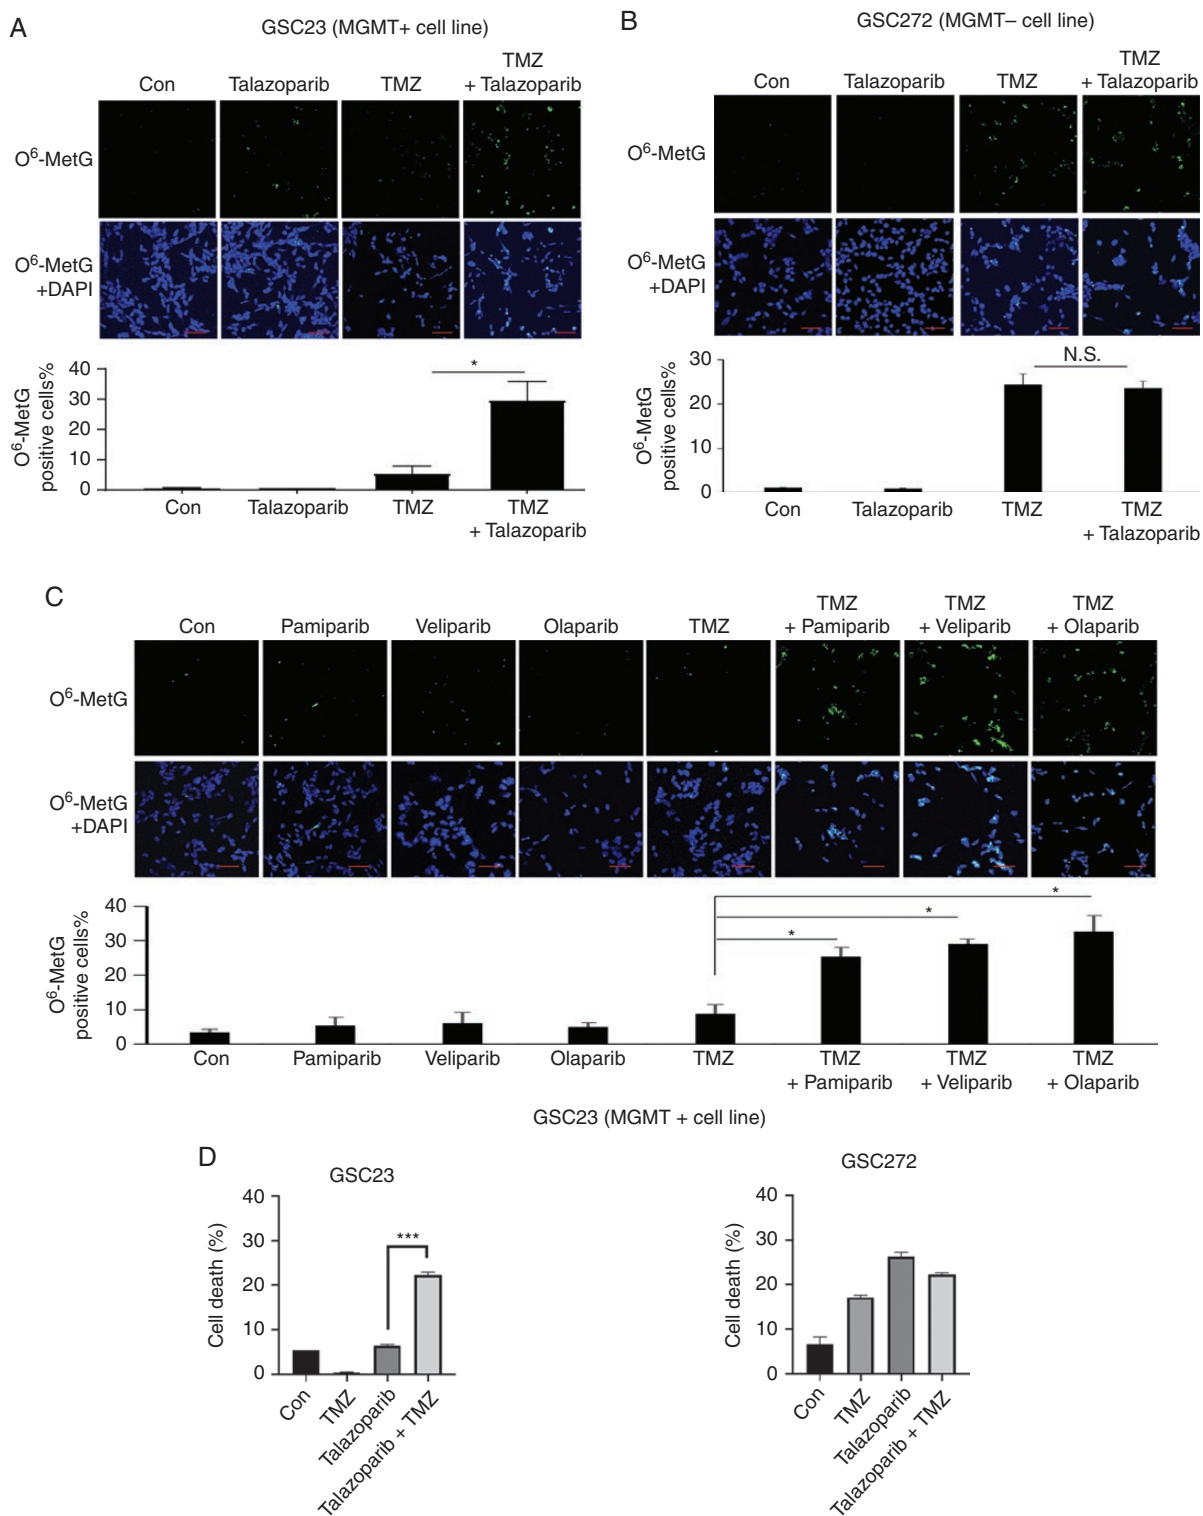 A
GSC23 (MGMT+ cell line)
Con
Talazoparib
TMZ
TMZ
+ Talazoparib
O6-MetG
O6-MetG
+DAPI
O6-MetG
positive cells%
40
30
20
10
0
*
Con
Talazoparib
TMZ
TMZ
+ Talazoparib
B
GSC272 (MGMT– cell line)
Con
Talazoparib
TMZ
TMZ
+ Talazoparib
O6-MetG
O6-MetG
+DAPI
O6-MetG
positive cells%
30
20
10
0
N.S.
Con
Talazoparib
TMZ
TMZ
+ Talazoparib
C
Con
Pamiparib
Veliparib
Olaparib
TMZ
TMZ
+ Pamiparib
TMZ
+ Veliparib
TMZ
+ Olaparib
O6-MetG
O6-MetG
+DAPI
O6-MetG
positive cells%
40
30
20
10
0
*
*
*
Con
Pamiparib
Veliparib
Olaparib
TMZ
TMZ
+ Pamiparib
TMZ
+ Veliparib
TMZ
+ Olaparib
GSC23 (MGMT + cell line)
D
GSC23
Cell death (%)
40
30
20
10
0
***
Con
TMZ
Talazoparib
Talazoparib + TMZ
GSC272
Cell death (%)
40
30
20
10
0
Con
TMZ
Talazoparib
Talazoparib + TMZ